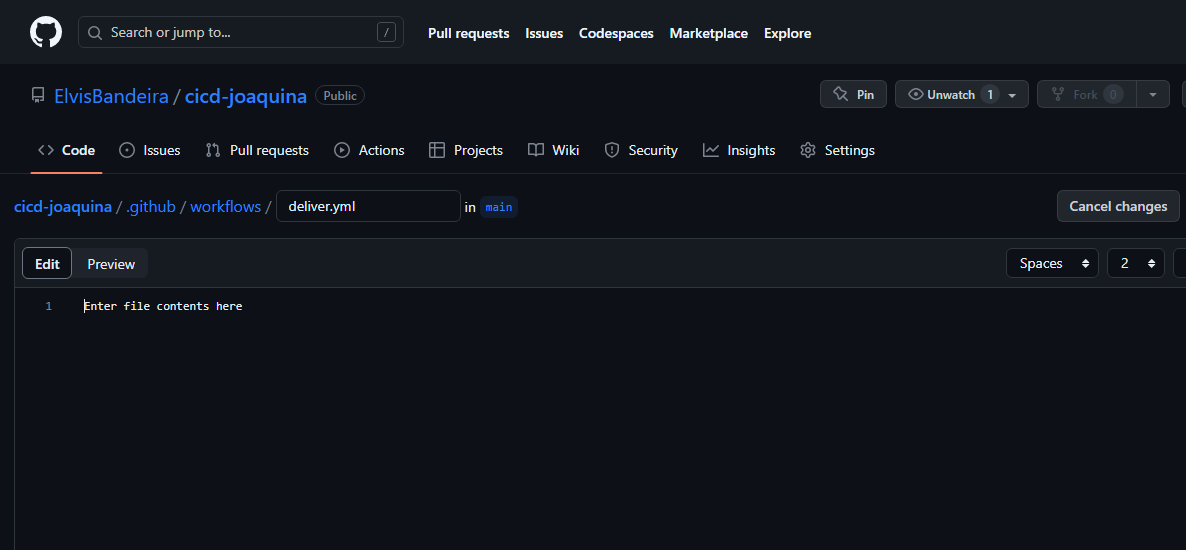 Search or jump to... / Pull requests Issues Codespaces Marketplace Explore
ElvisBandeira / cicd-joaquina Public Pin Unwatch 1 Fork 0
Code Issues Pull requests Actions Projects Wiki Security Insights Settings
cicd-joaquina / .github / workflows / deliver.yml in main Cancel changes
Edit Preview Spaces 2
1 Enter file contents here